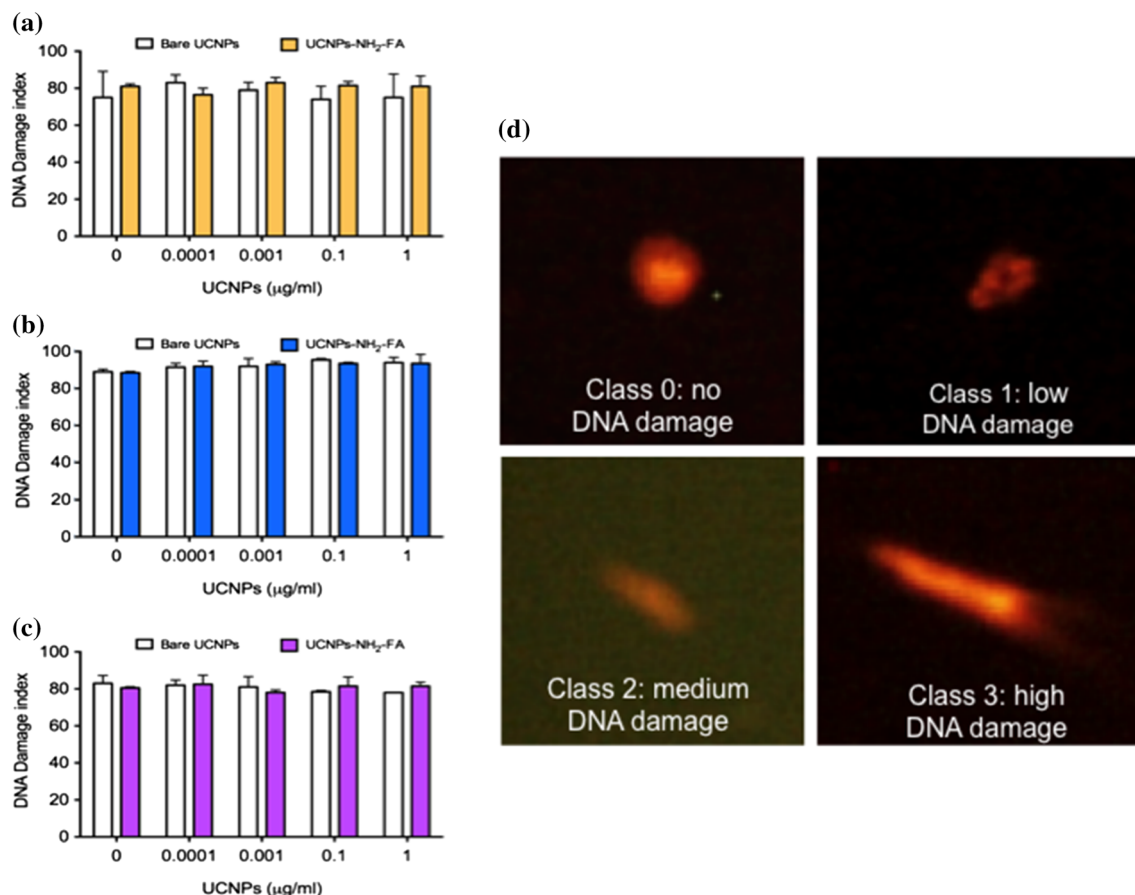 (a)
Bare UCNPs UCNPs-NH₂-FA
DNA Damage index
100
80
60
40
20
0
0 0.0001 0.001 0.1 1
UCNPs (μg/ml)
(b)
Bare UCNPs UCNPs-NH₂-FA
DNA Damage index
100
80
60
40
20
0
0 0.0001 0.001 0.1 1
UCNPs (μg/ml)
(c)
Bare UCNPs UCNPs-NH₂-FA
DNA Damage index
100
80
60
40
20
0
0 0.0001 0.001 0.1 1
UCNPs (μg/ml)
(d)
Class 0: no
DNA damage
Class 1: low
DNA damage
Class 2: medium
DNA damage
Class 3: high
DNA damage